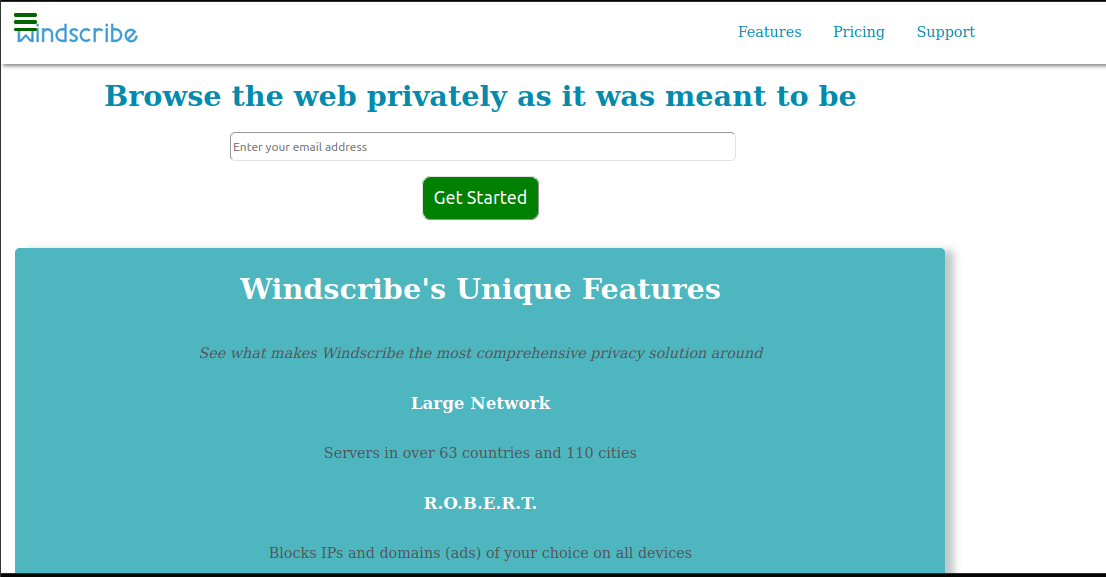 Windscribe
Features Pricing Support
Browse the web privately as it was meant to be
Enter your email address
Get Started
Windscribe's Unique Features
See what makes Windscribe the most comprehensive privacy solution around
Large Network
Servers in over 63 countries and 110 cities
R.O.B.E.R.T.
Blocks IPs and domains (ads) of your choice on all devices